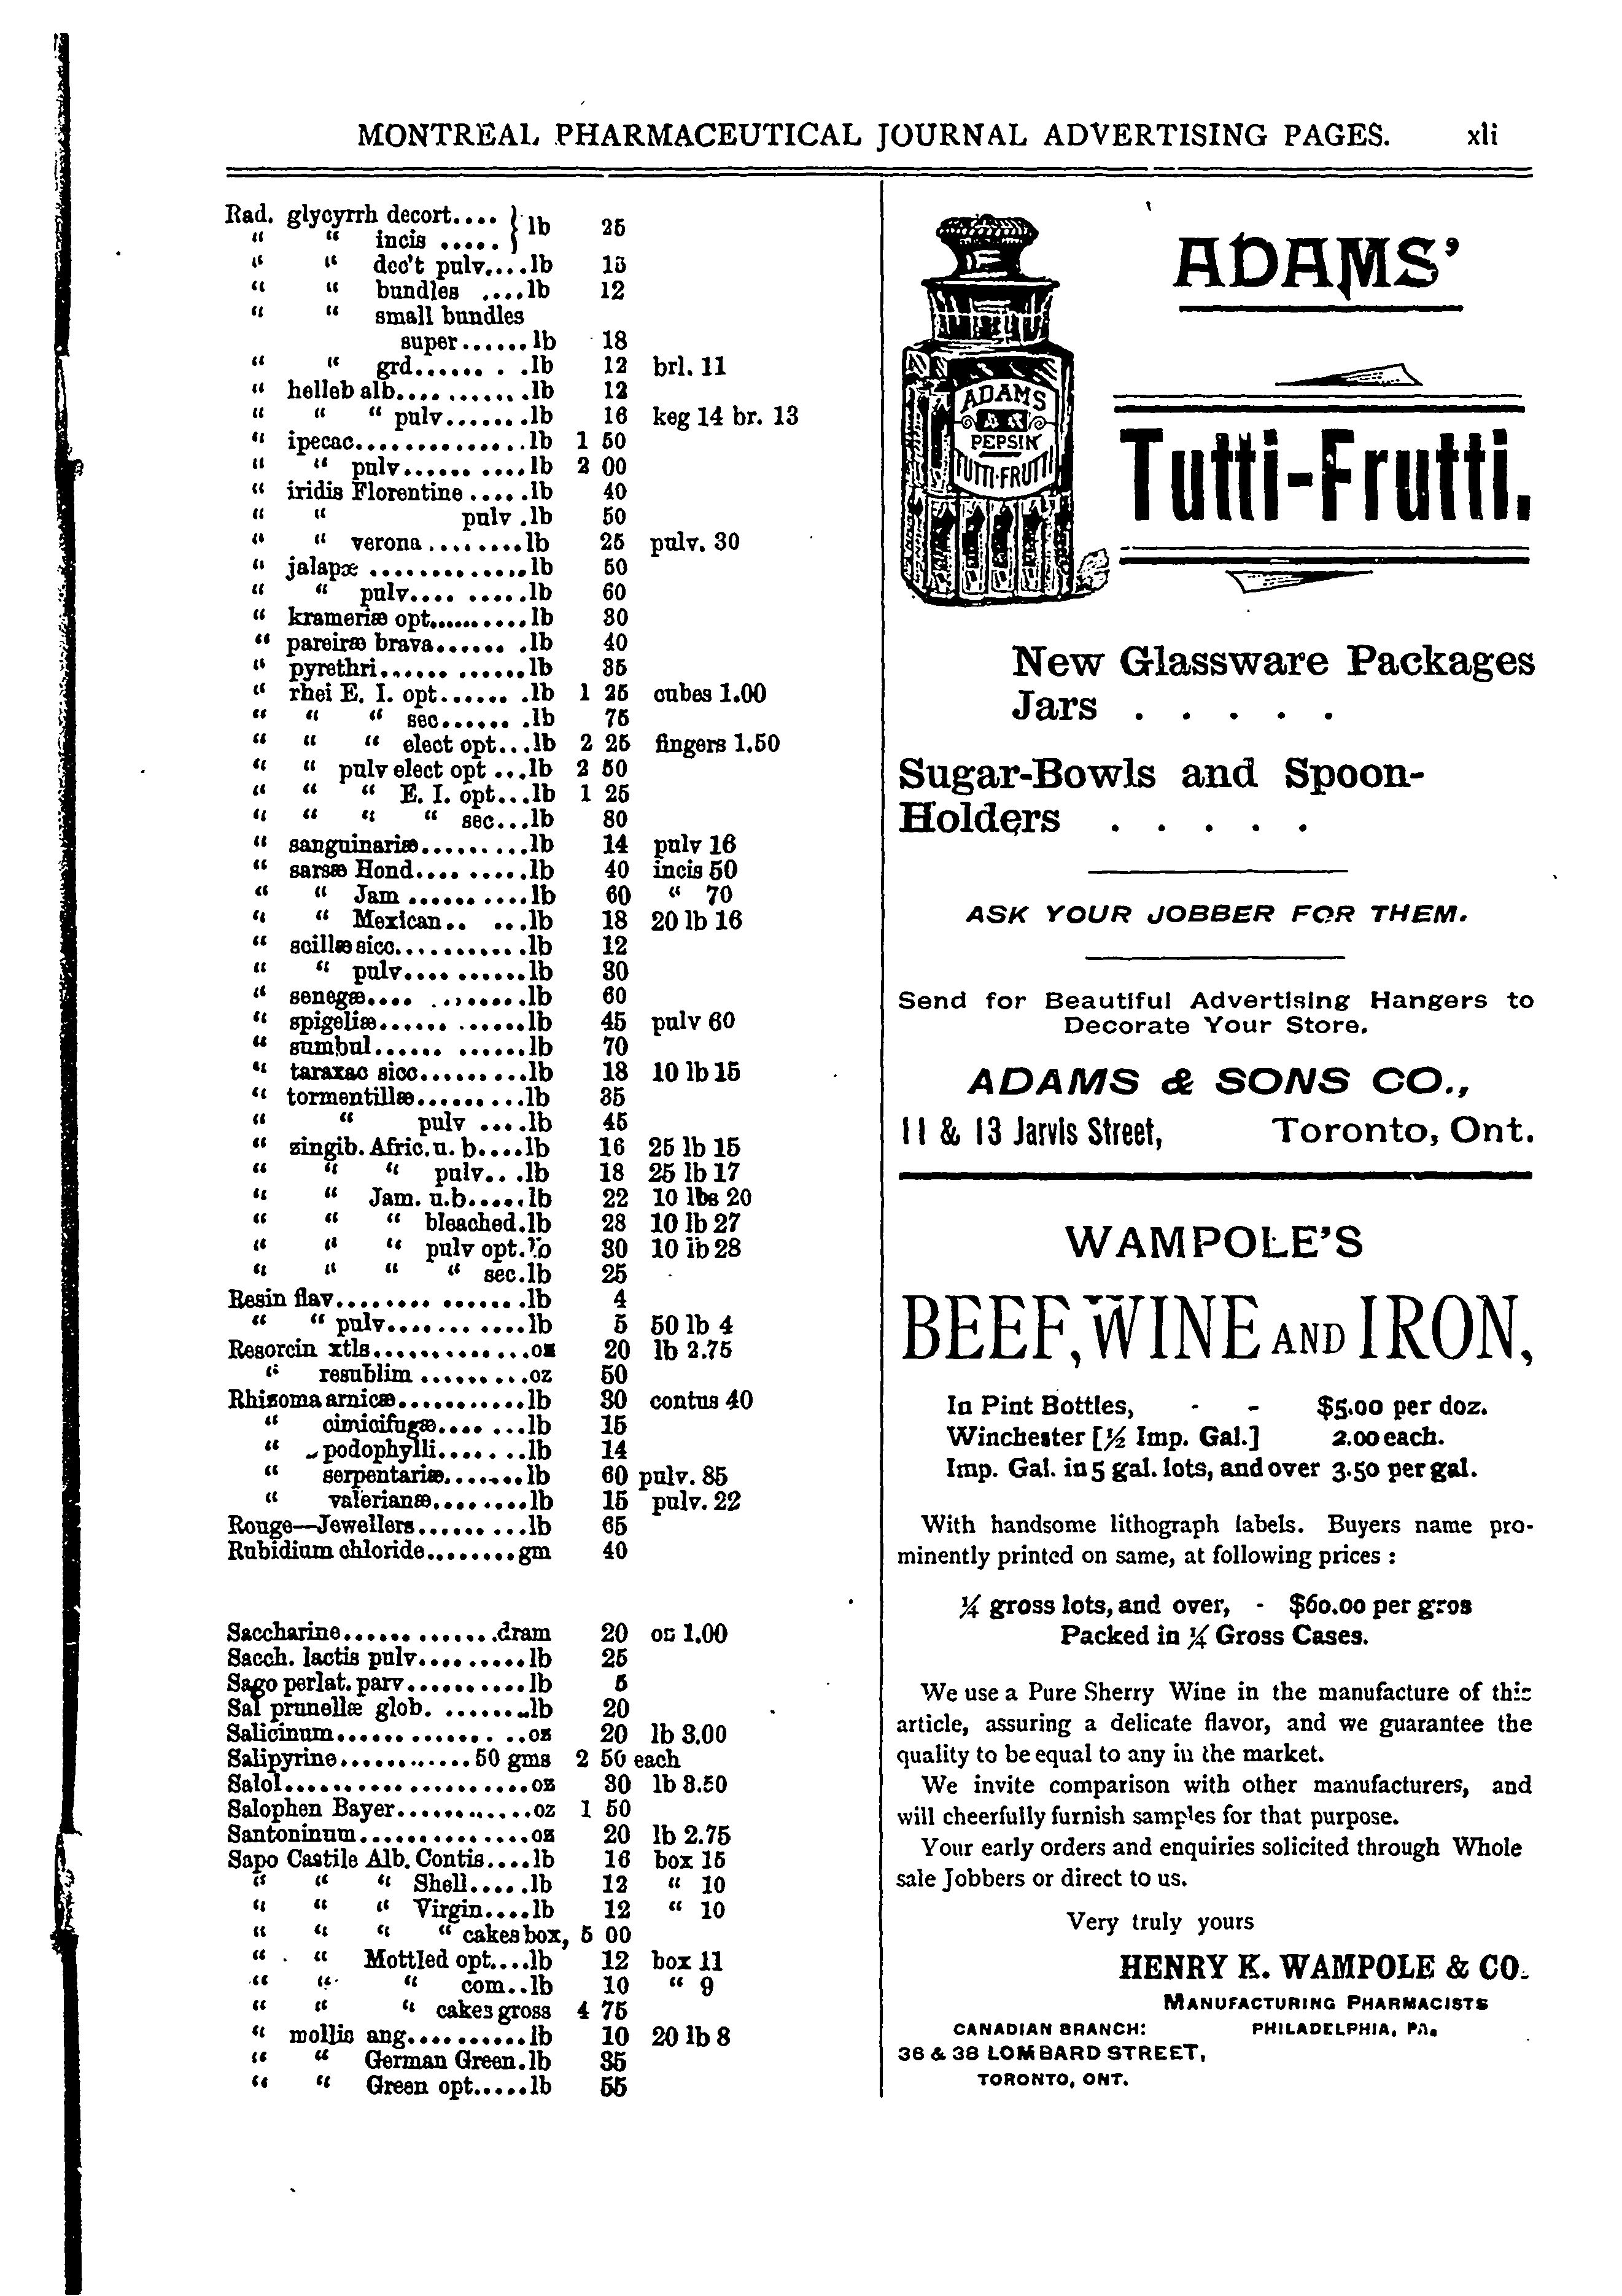 MONTREAL PHARMACEUTICAL JOURNAL ADVERTISING PAGES. xli
Rad. glycyrrh decort.... } lb 25
“ “ incis .....
“ “ dec't pulv....lb 15
“ “ bundles ....lb 12
“ “ small bundles
super......lb 18
“ “ grd...... . .lb 12 brl. 11
“ helleb alb.... ....... .lb 12
“ “ “ pulv...... .lb 16 keg 14 br. 13
“ ipecac..............lb 1 50
“ “ pulv...... ....lb 2 00
“ iridis Florentine .... .lb 40
“ “ pulv .lb 50
“ “ verona ........lb 25 pulv. 30
“ jalapæ .............lb 50
“ “ pulv.... .....lb 60
“ krameriæ opt..........lb 30
“ pareiræ brava...... .lb 40
“ pyrethri...... ......lb 35
“ rhei E. I. opt...... .lb 1 25 cubes 1.00
“ “ “ sec...... .lb 75
“ “ “ elect opt...lb 2 25 fingers 1.50
“ “ pulv elect opt ...lb 2 50
“ “ “ E. I. opt...lb 1 25
“ “ “ “ sec...lb 80
“ sanguinariæ.........lb 14 pulv 16
“ sarsæ Hond.... .....lb 40 incis 50
“ “ Jam ...... ....lb 60 “ 70
“ “ Mexican.. ...lb 18 20 lb 16
“ scillæ sicc...........lb 12
“ “ pulv.... ......lb 30
“ senegæ.... ........lb 60
“ spigeliæ...... ......lb 45 pulv 60
“ sumbul...... ......lb 70
“ taraxac sicc.........lb 18 10 lb 15
“ tormentillæ.........lb 35
“ “ pulv ....lb 45
“ zingib. Afric. u. b....lb 16 25 lb 15
“ “ “ pulv.. .lb 18 25 lb 17
“ “ Jam. u.b.....lb 22 10 lbs 20
“ “ “ bleached.lb 28 10 lb 27
“ “ “ pulv opt.lb 30 10 lb 28
“ “ “ “ sec.lb 25
Resin flav........ ...... .lb 4
“ “ pulv....... ....lb 5 50 lb 4
Resorcin xtls.............oz 20 lb 2.75
“ resublim .........oz 50
Rhizoma arnicæ...........lb 30 contus 40
“ cimicifugæ.... ...lb 15
“ podophylli...... ..lb 14
“ serpentariæ.......lb 60 pulv. 85
“ valerianæ........lb 15 pulv. 22
Rouge—Jewellers...... ...lb 65
Rubidium chloride........gm 40
Saccharine...... .......dram 20 oz 1.00
Sacch. lactis pulv.........lb 25
Sago perlat. parv..........lb 5
Sal prunellæ glob. .......lb 20
Salicinum............. . ..oz 20 lb 3.00
Salipyrine............50 gms 2 50 each
Salol....................oz 30 lb 3.50
Salophen Bayer............oz 1 50
Santoninum..............oz 20 lb 2.75
Sapo Castile Alb. Contis....lb 16 box 15
“ “ “ Shell.....lb 12 “ 10
“ “ “ Virgin....lb 12 “ 10
“ “ “ “ cakes box, 5 00
“ “ Mottled opt....lb 12 box 11
“ “ “ com..lb 10 “ 9
“ “ “ cakes gross 4 75
“ mollis ang..........lb 10 20 lb 8
“ “ German Green.lb 35
“ “ Green opt.....lb 55
ADAMS'
ADAMS
PEPSIN
TUTTI-FRUTTI
Tutti-Frutti.
New Glassware Packages
Jars . . . . .
Sugar-Bowls and Spoon-
Holders . . . . .
ASK YOUR JOBBER FOR THEM.
Send for Beautiful Advertising Hangers to
Decorate Your Store.
ADAMS & SONS CO.,
11 & 13 Jarvis Street, Toronto, Ont.
WAMPOLE'S
BEEF, WINE AND IRON,
In Pint Bottles, - - $5.00 per doz.
Winchester [½ Imp. Gal.] 2.00 each.
Imp. Gal. in 5 gal. lots, and over 3.50 per gal.
With handsome lithograph labels. Buyers name pro-
minently printed on same, at following prices :
¼ gross lots, and over, - $60.00 per gros
Packed in ¼ Gross Cases.
We use a Pure Sherry Wine in the manufacture of this
article, assuring a delicate flavor, and we guarantee the
quality to be equal to any in the market.
We invite comparison with other manufacturers, and
will cheerfully furnish samples for that purpose.
Your early orders and enquiries solicited through Whole
sale Jobbers or direct to us.
Very truly yours
HENRY K. WAMPOLE & CO.
MANUFACTURING PHARMACISTS
CANADIAN BRANCH: PHILADELPHIA, PA.
36 & 38 LOMBARD STREET,
TORONTO, ONT.